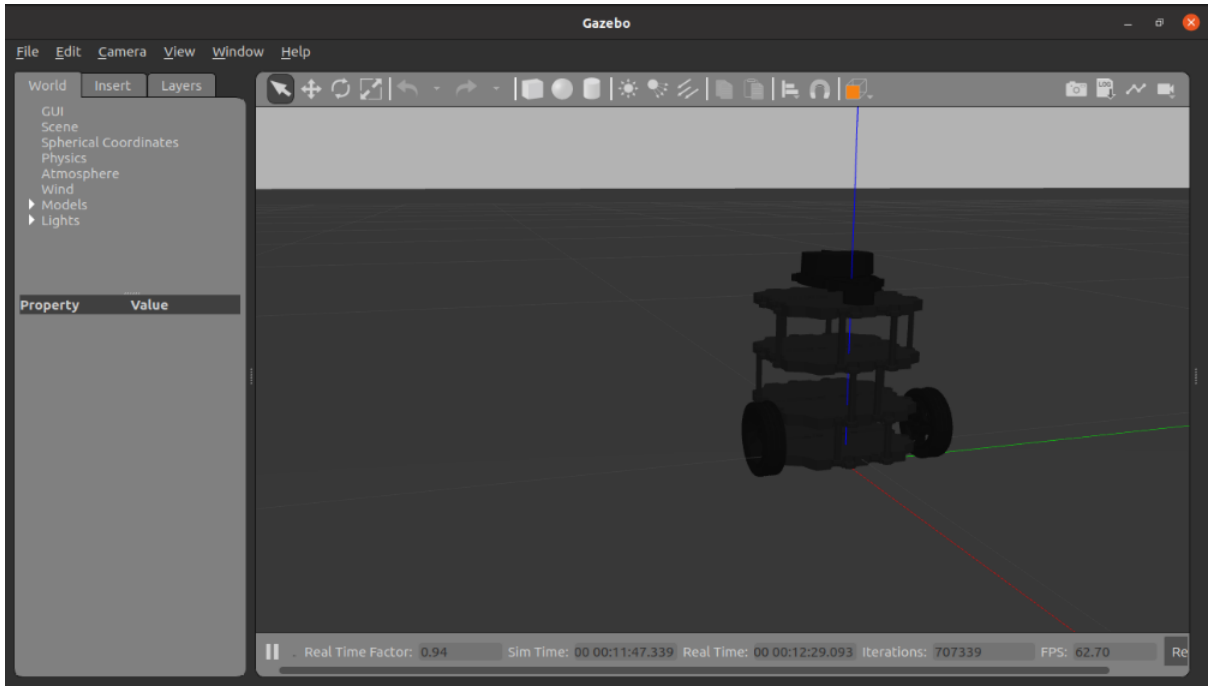 Gazebo
File Edit Camera View Window Help
World Insert Layers
GUI
Scene
Spherical Coordinates
Physics
Atmosphere
Wind
Models
Lights
Property Value
LOG
Real Time Factor: 0.94 Sim Time: 00 00:11:47.339 Real Time: 00 00:12:29.093 Iterations: 707339 FPS: 62.70 Re